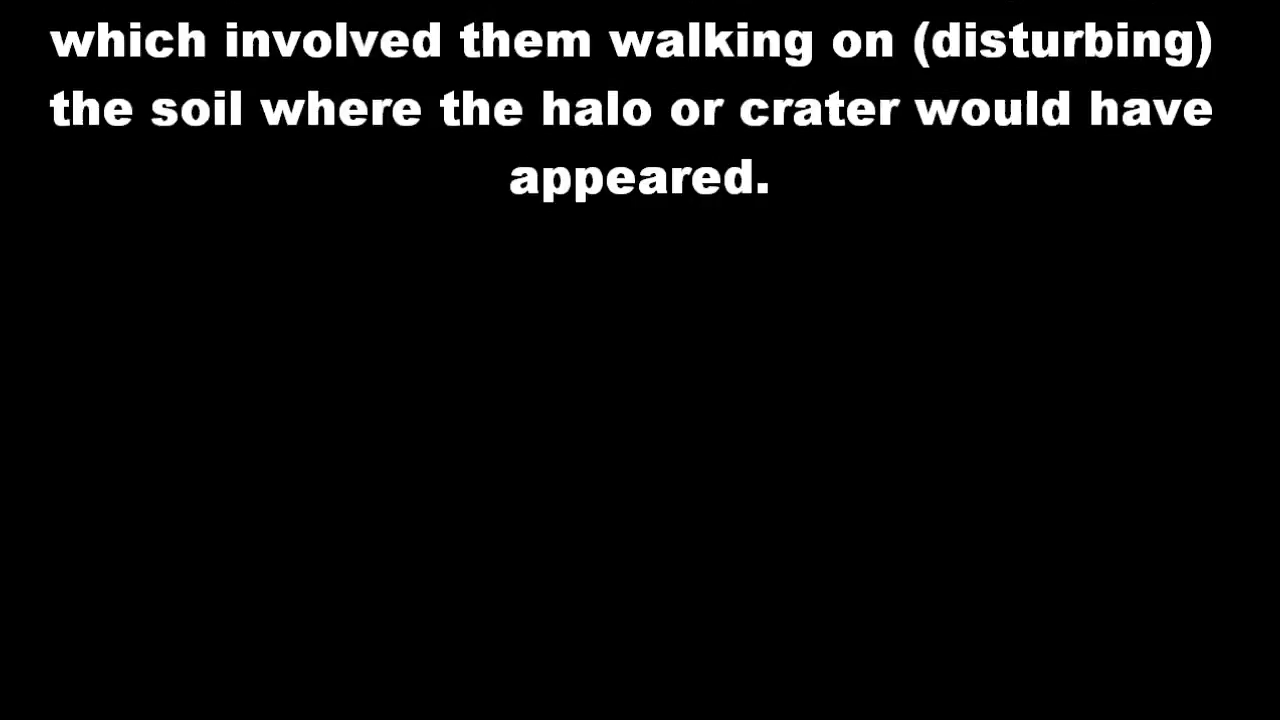 which involved them walking on (disturbing)
the soil where the halo or crater would have
appeared.